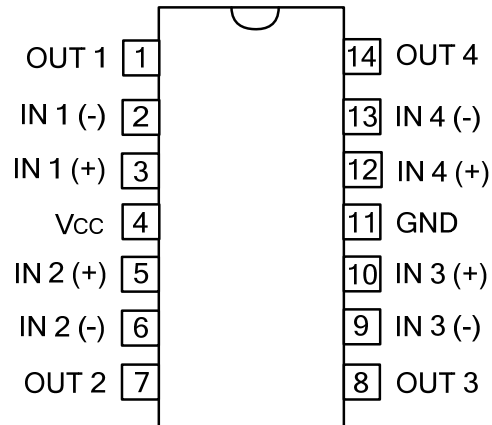 OUT 1 1 14 OUT 4
IN 1 (-) 2 13 IN 4 (-)
IN 1 (+) 3 12 IN 4 (+)
VCC 4 11 GND
IN 2 (+) 5 10 IN 3 (+)
IN 2 (-) 6 9 IN 3 (-)
OUT 2 7 8 OUT 3